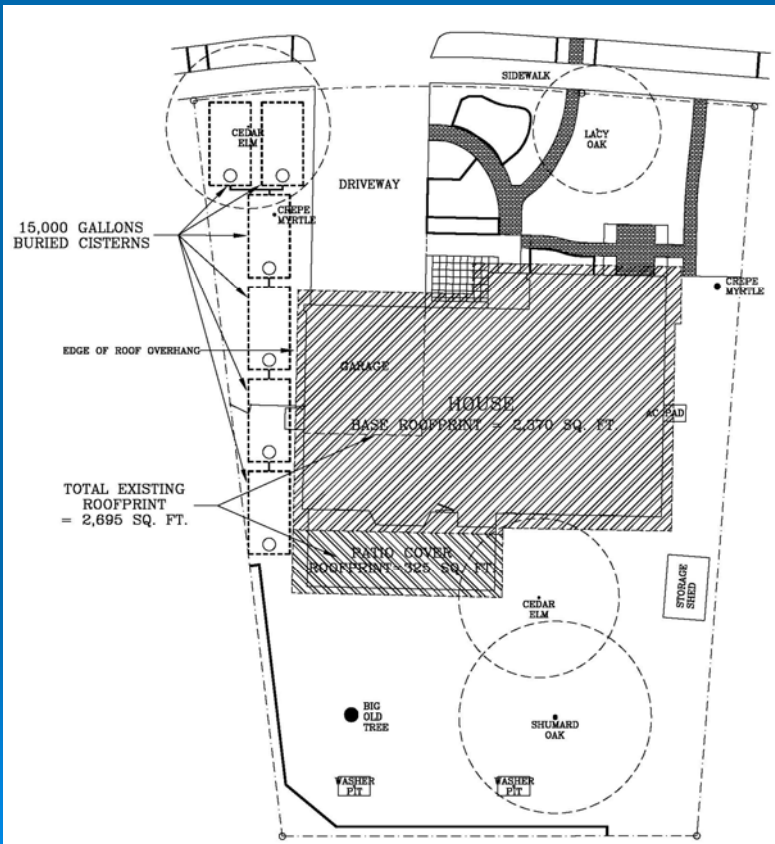 SIDEWALK
CEDAR
ELM
LACY
OAK
DRIVEWAY
CREPE
MYRTLE
15,000 GALLONS
BURIED CISTERNS
CREPE
MYRTLE
EDGE OF ROOF OVERHANG
GARAGE
HOUSE
BASE ROOFPRINT = 2,370 SQ. FT.
AC PAD
TOTAL EXISTING
ROOFPRINT
= 2,695 SQ. FT.
PATIO COVER
ROOFPRINT=325 SQ/ FT.
STORAGE
SHED
CEDAR
ELM
BIG
OLD
TREE
SHUMARD
OAK
WASHER
PIT
WASHER
PIT